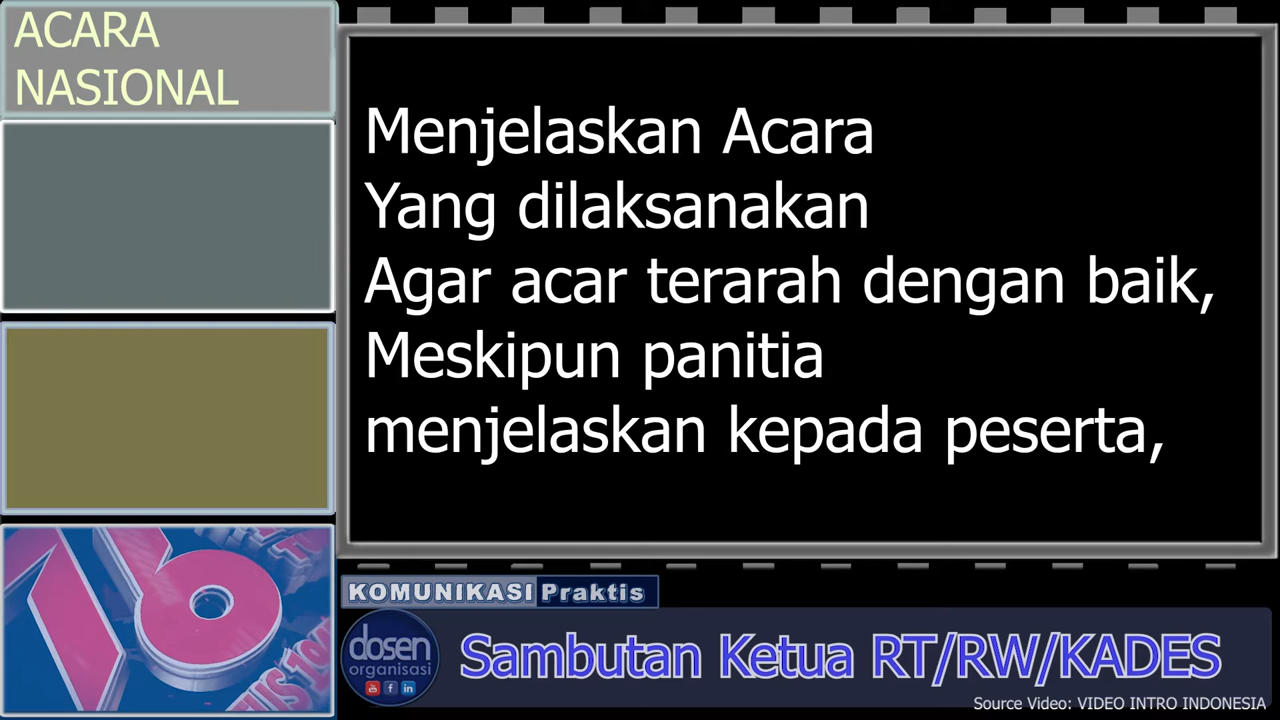 ACARA
NASIONAL
Menjelaskan Acara
Yang dilaksanakan
Agar acar terarah dengan baik,
Meskipun panitia
menjelaskan kepada peserta,
KOMUNIKASI Praktis
dosen
organisasi
Sambutan Ketua RT/RW/KADES
Source Video: VIDEO INTRO INDONESIA